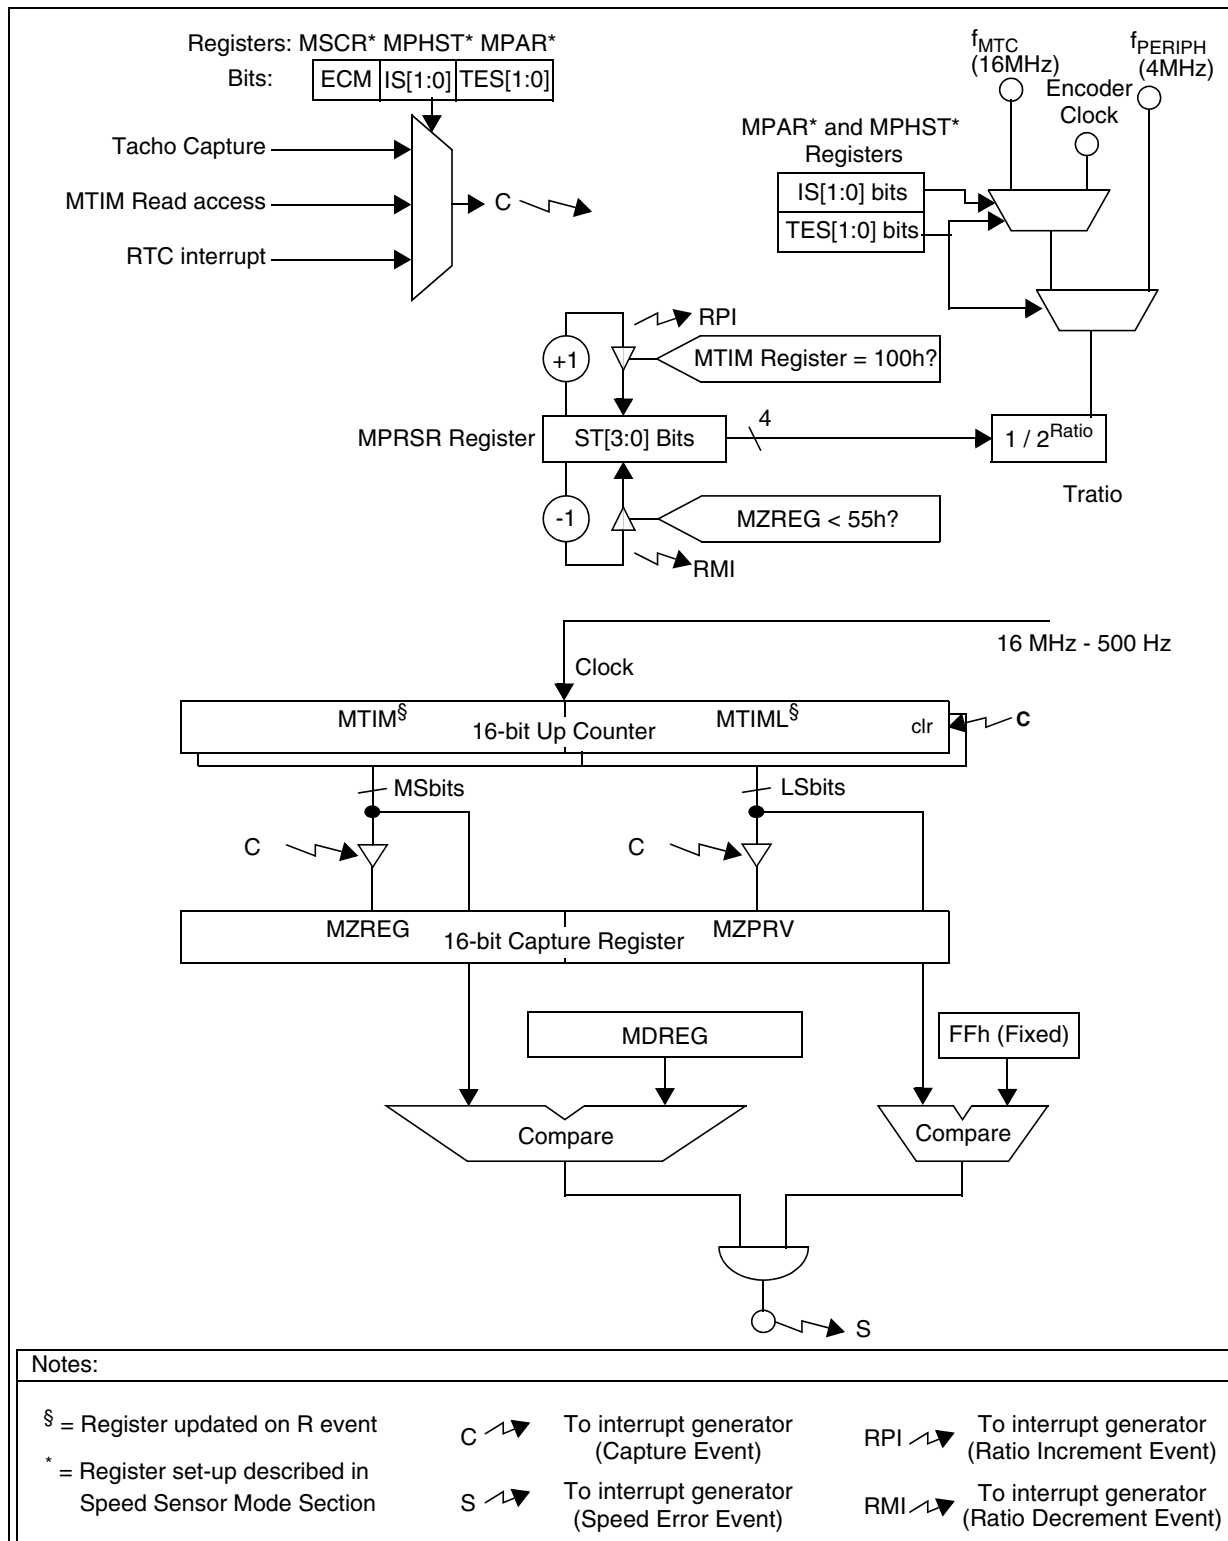 Registers: MSCR* MPHST* MPAR*
Bits:
ECM IS[1:0] TES[1:0]
Tacho Capture
MTIM Read access
RTC interrupt
C
fMTC
(16MHz)
fPERIPH
(4MHz)
Encoder
Clock
MPAR* and MPHST*
Registers
IS[1:0] bits
TES[1:0] bits
RPI
+1
MTIM Register = 100h?
MPRSR Register
ST[3:0] Bits
4
1 / 2^Ratio
Tratio
-1
MZREG < 55h?
RMI
16 MHz - 500 Hz
Clock
MTIM§
MTIML§
16-bit Up Counter
clr
C
MSbits
LSbits
C
C
MZREG
MZPRV
16-bit Capture Register
MDREG
FFh (Fixed)
Compare
Compare
S
Notes:
§ = Register updated on R event
* = Register set-up described in
Speed Sensor Mode Section
C
To interrupt generator
(Capture Event)
S
To interrupt generator
(Speed Error Event)
RPI
To interrupt generator
(Ratio Increment Event)
RMI
To interrupt generator
(Ratio Decrement Event)